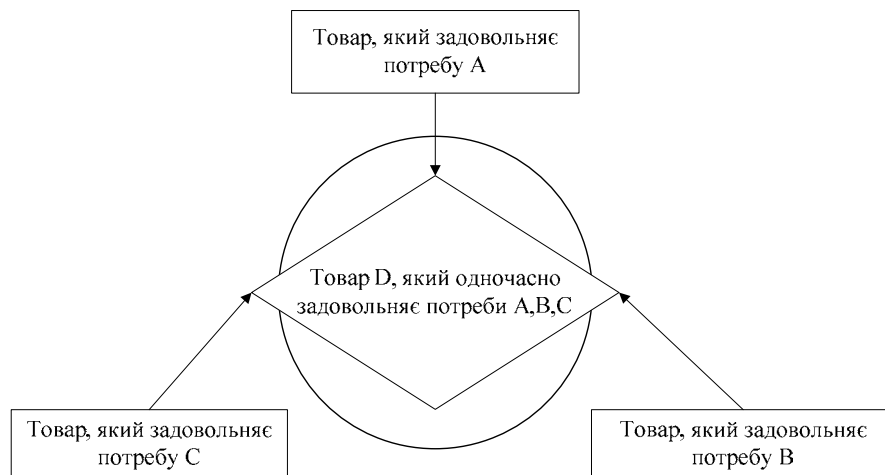 Товар, який задовольняє
потребу А
Товар D, який одночасно
задовольняє потреби А,В,С
Товар, який задовольняє
потребу С
Товар, який задовольняє
потребу В